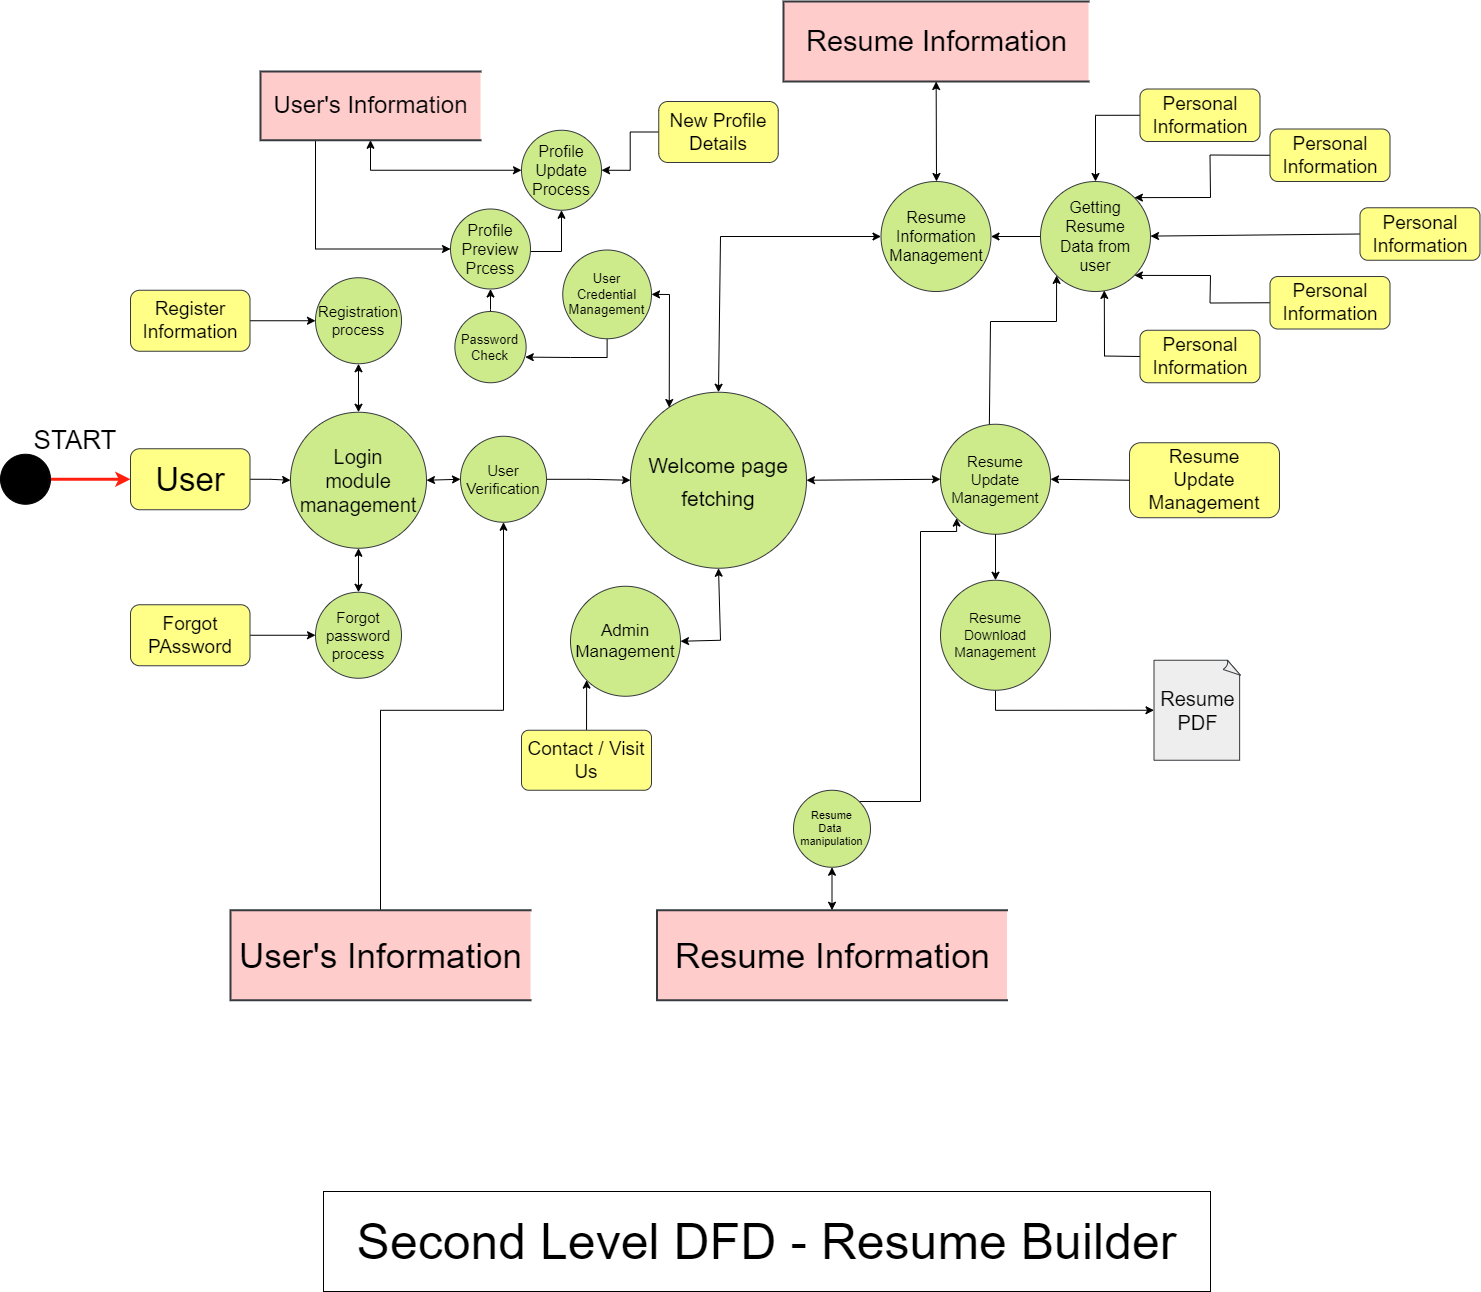 Resume Information
User's Information
New Profile
Details
Profile
Update
Process
Personal
Information
Personal
Information
Personal
Information
Personal
Information
Personal
Information
Getting
Resume
Data from
user
Resume
Information
Management
Profile
Preview
Prcess
User
Credential
Management
Password
Check
Register
Information
Registration
process
START
User
Login
module
management
User
Verification
Welcome page
fetching
Resume
Update
Management
Resume
Update
Management
Forgot
PAssword
Forgot
password
process
Admin
Management
Contact / Visit
Us
Resume
Download
Management
Resume
PDF
Resume
Data
manipulation
User's Information
Resume Information
Second Level DFD - Resume Builder